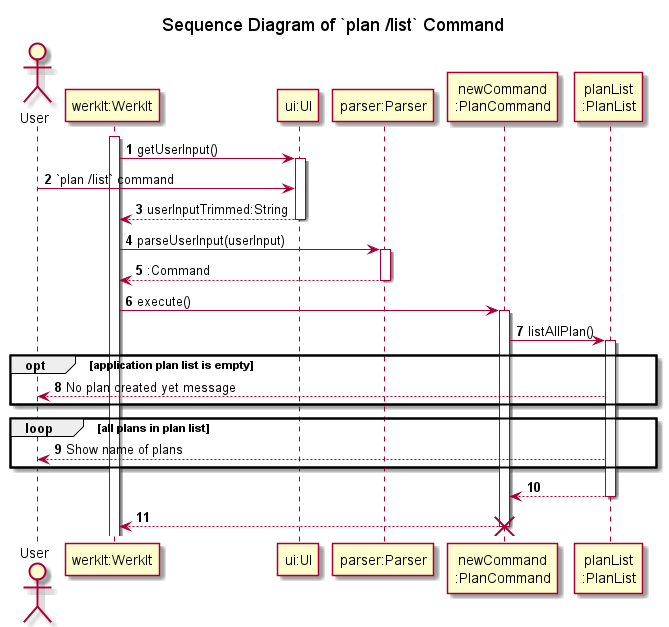 Sequence Diagram of `plan /list` Command
User
werkIt:WerkIt
ui:UI
parser:Parser
newCommand
:PlanCommand
planList
:PlanList
1 getUserInput()
2 `plan /list` command
3 userInputTrimmed:String
4 parseUserInput(userInput)
5 :Command
6 execute()
7 listAllPlan()
opt [application plan list is empty]
8 No plan created yet message
loop [all plans in plan list]
9 Show name of plans
10
11
User
werkIt:WerkIt
ui:UI
parser:Parser
newCommand
:PlanCommand
planList
:PlanList